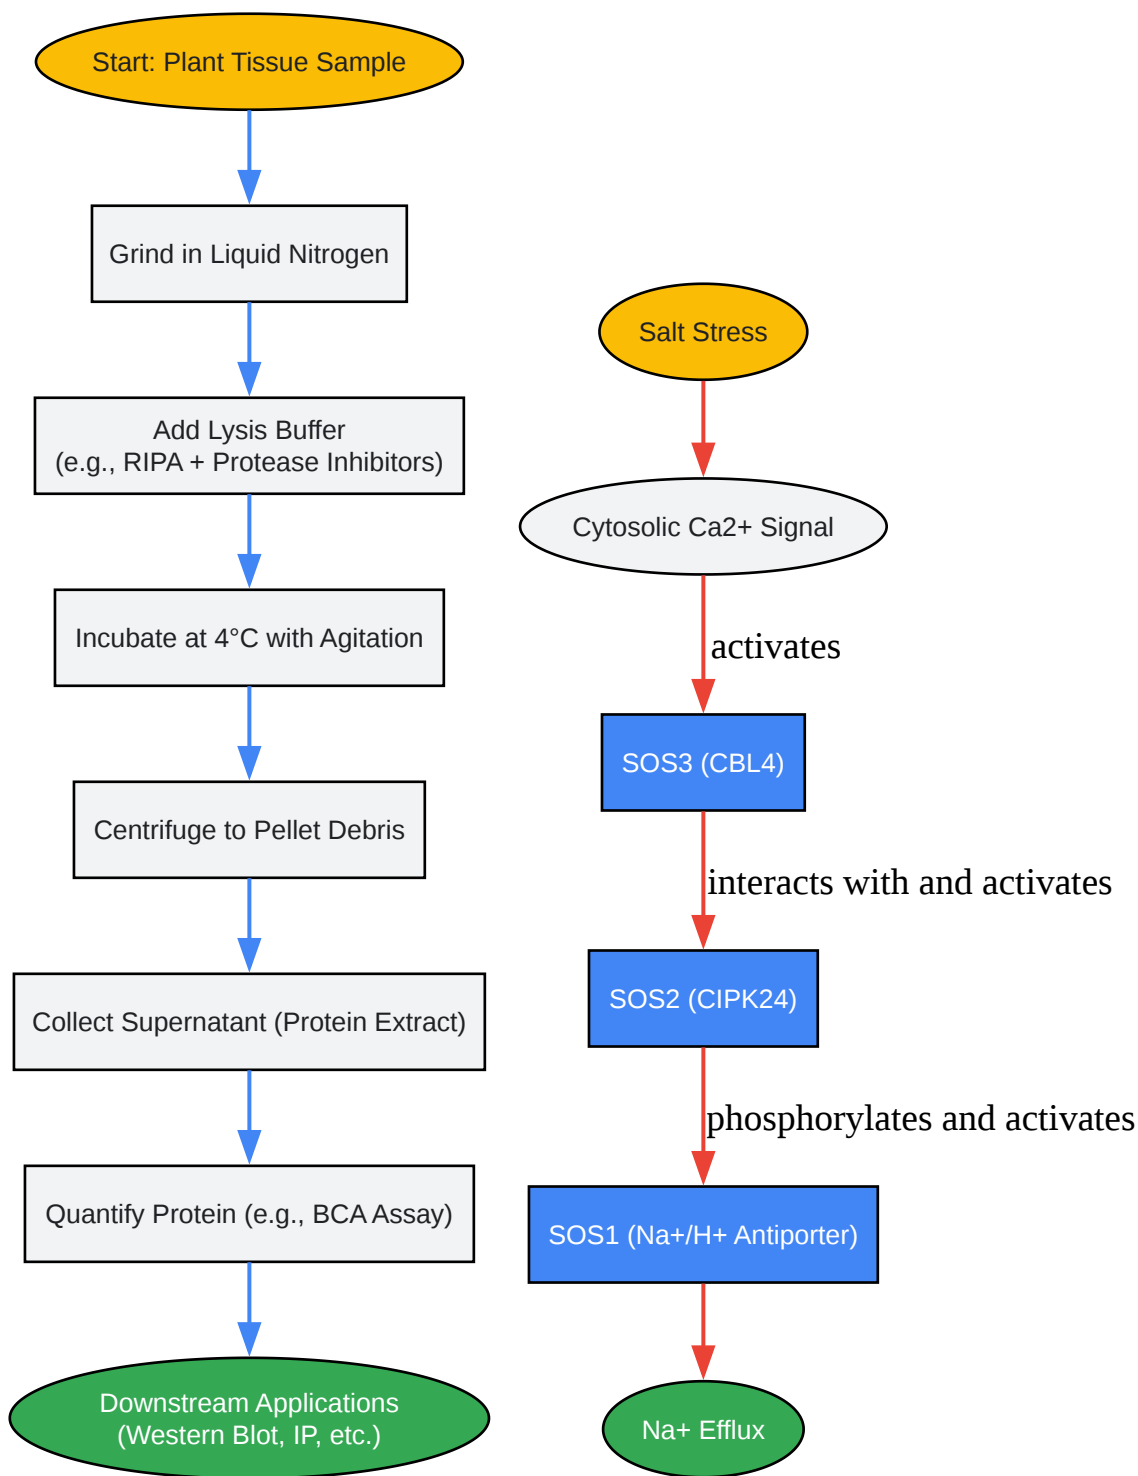 Start: Plant Tissue Sample
Grind in Liquid Nitrogen
Add Lysis Buffer
(e.g., RIPA + Protease Inhibitors)
Incubate at 4°C with Agitation
Centrifuge to Pellet Debris
Collect Supernatant (Protein Extract)
Quantify Protein (e.g., BCA Assay)
Downstream Applications
(Western Blot, IP, etc.)
Salt Stress
Cytosolic Ca2+ Signal
activates
SOS3 (CBL4)
interacts with and activates
SOS2 (CIPK24)
phosphorylates and activates
SOS1 (Na+/H+ Antiporter)
Na+ Efflux